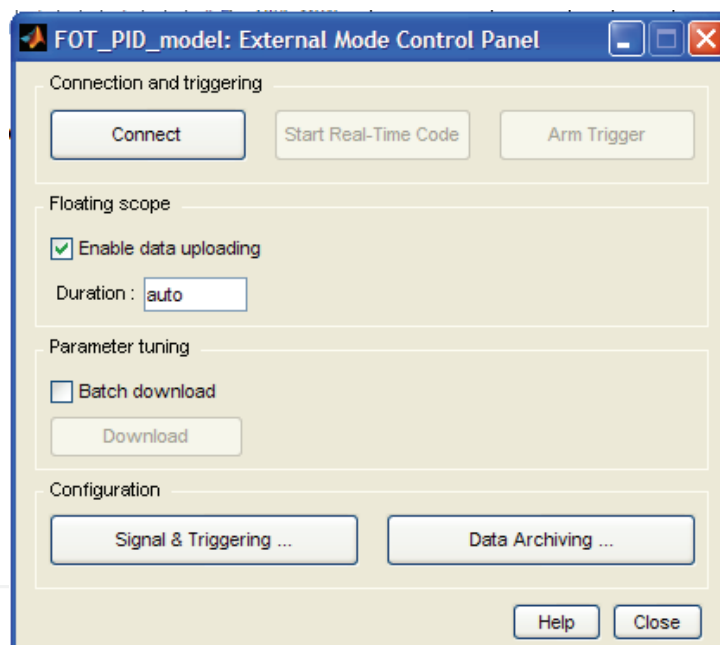 FOT_PID_model: External Mode Control Panel
Connection and triggering
Connect Start Real-Time Code Arm Trigger
Floating scope
Enable data uploading
Duration : auto
Parameter tuning
Batch download
Download
Configuration
Signal & Triggering ... Data Archiving ...
Help Close